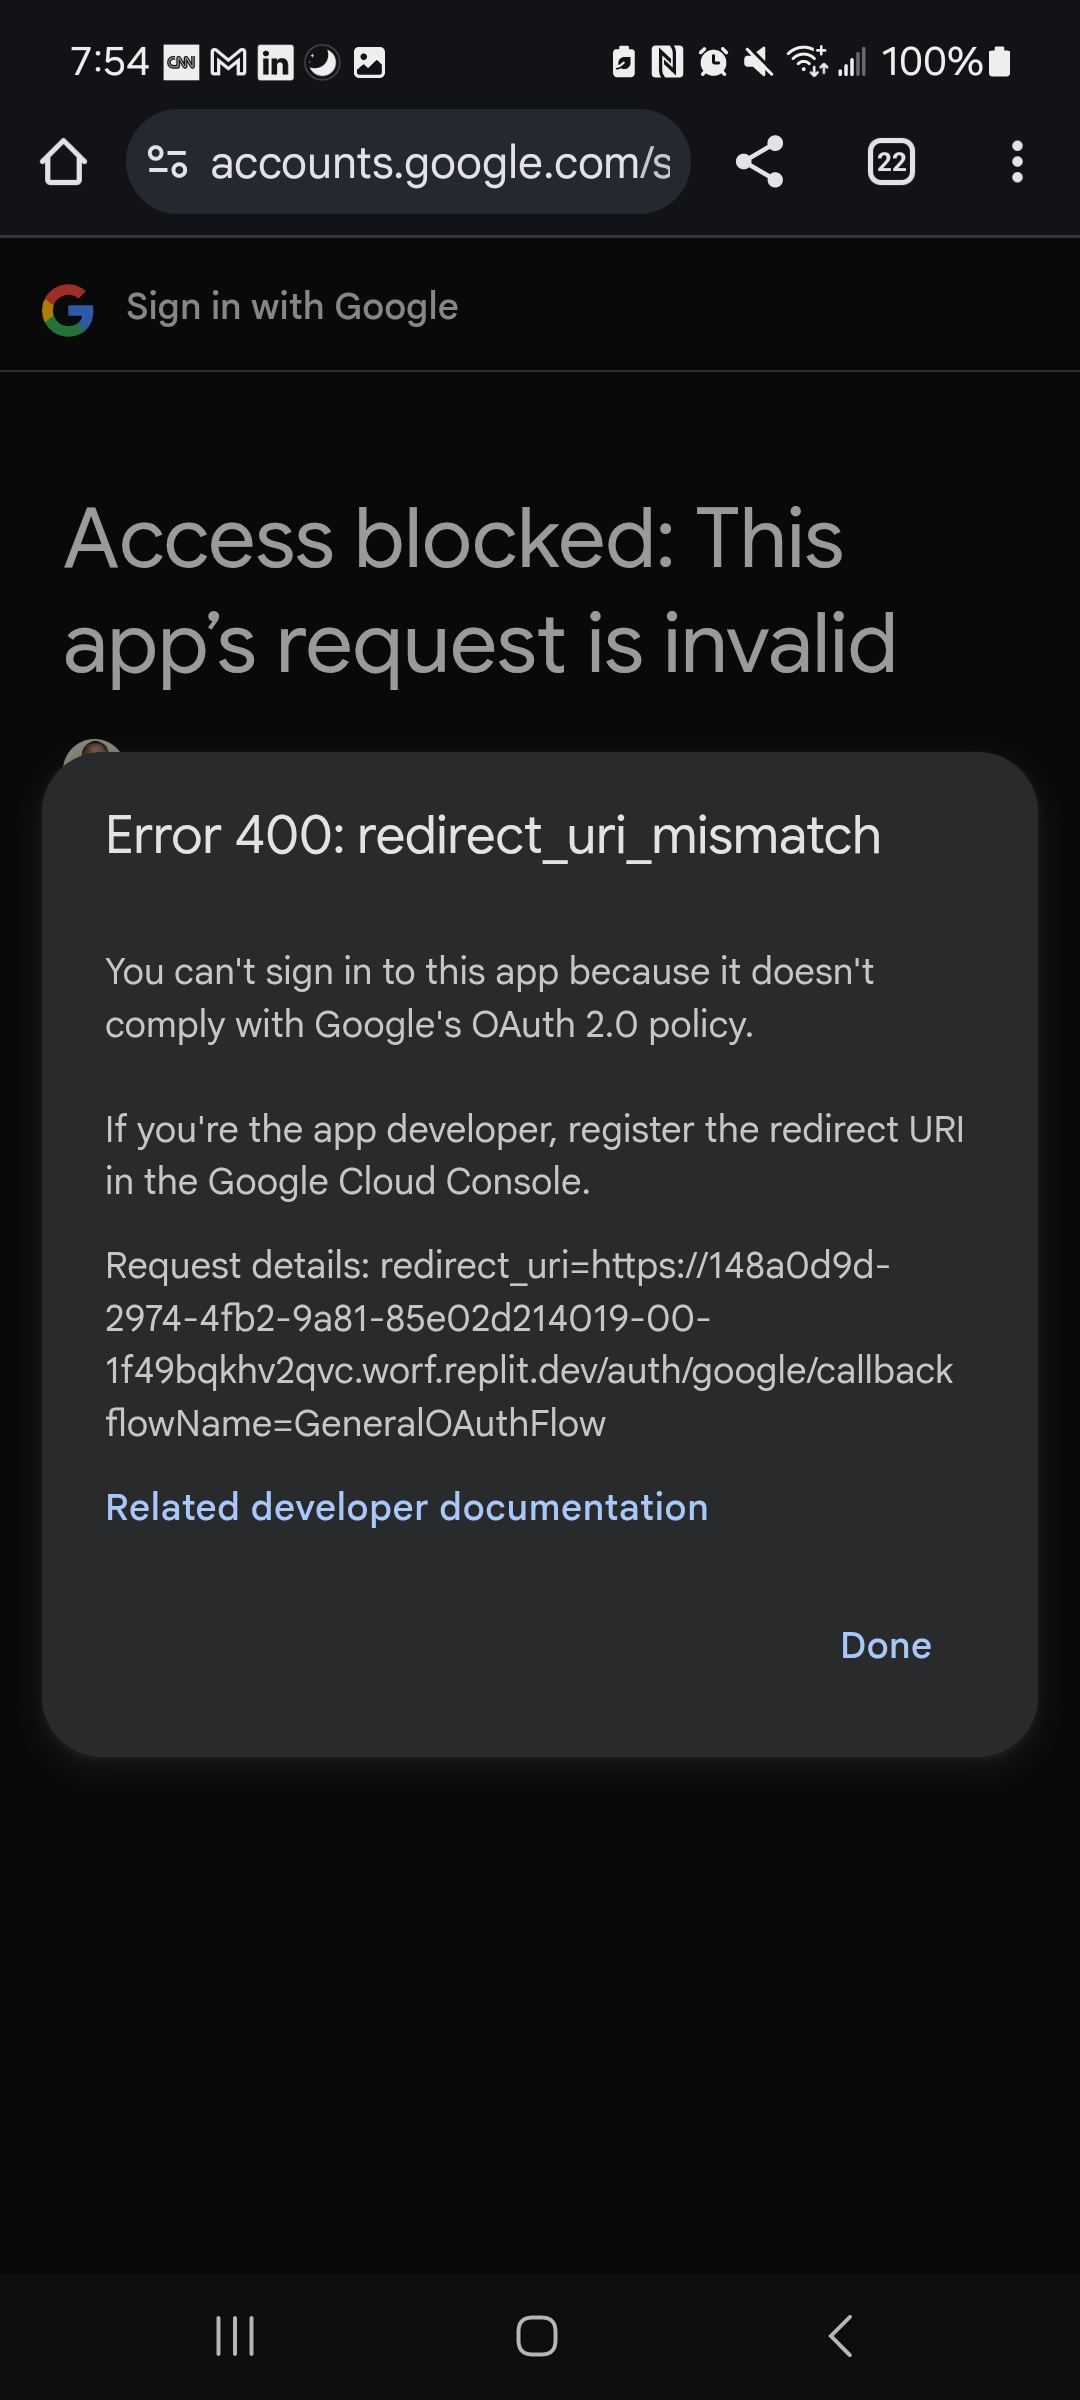 7:54 CNN in 100%
accounts.google.com/s 22
Sign in with Google
Access blocked: This
app’s request is invalid
Error 400: redirect_uri_mismatch
You can't sign in to this app because it doesn't
comply with Google's OAuth 2.0 policy.
If you're the app developer, register the redirect URI
in the Google Cloud Console.
Request details: redirect_uri=https://148a0d9d-
2974-4fb2-9a81-85e02d214019-00-
1f49bqkhv2qvc.worf.replit.dev/auth/google/callback
flowName=GeneralOAuthFlow
Related developer documentation
Done